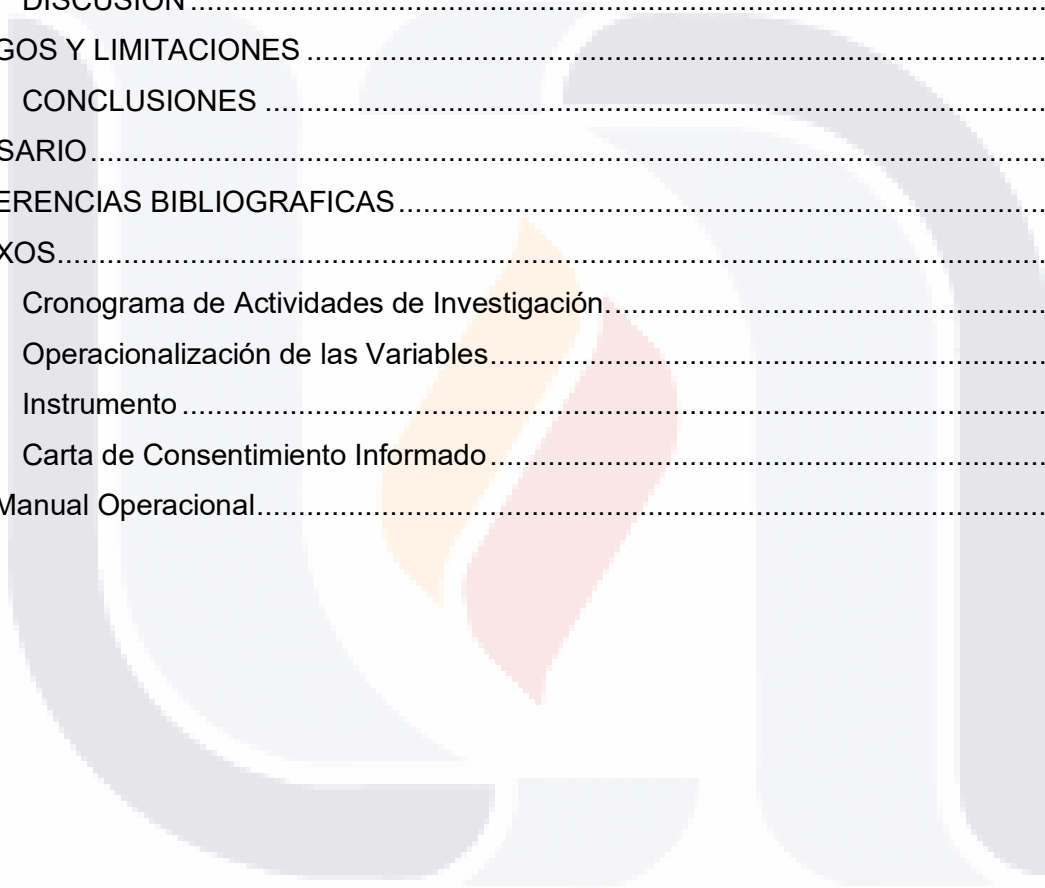 DISCUSIÓN........................................................
GOS Y LIMITACIONES........................................................
CONCLUSIONES........................................................
SARIO........................................................
ERENCIAS BIBLIOGRAFICAS........................................................
XOS........................................................
Cronograma de Actividades de Investigación........................................................
Operacionalización de las Variables........................................................
Instrumento........................................................
Carta de Consentimiento Informado........................................................
Manual Operacional........................................................